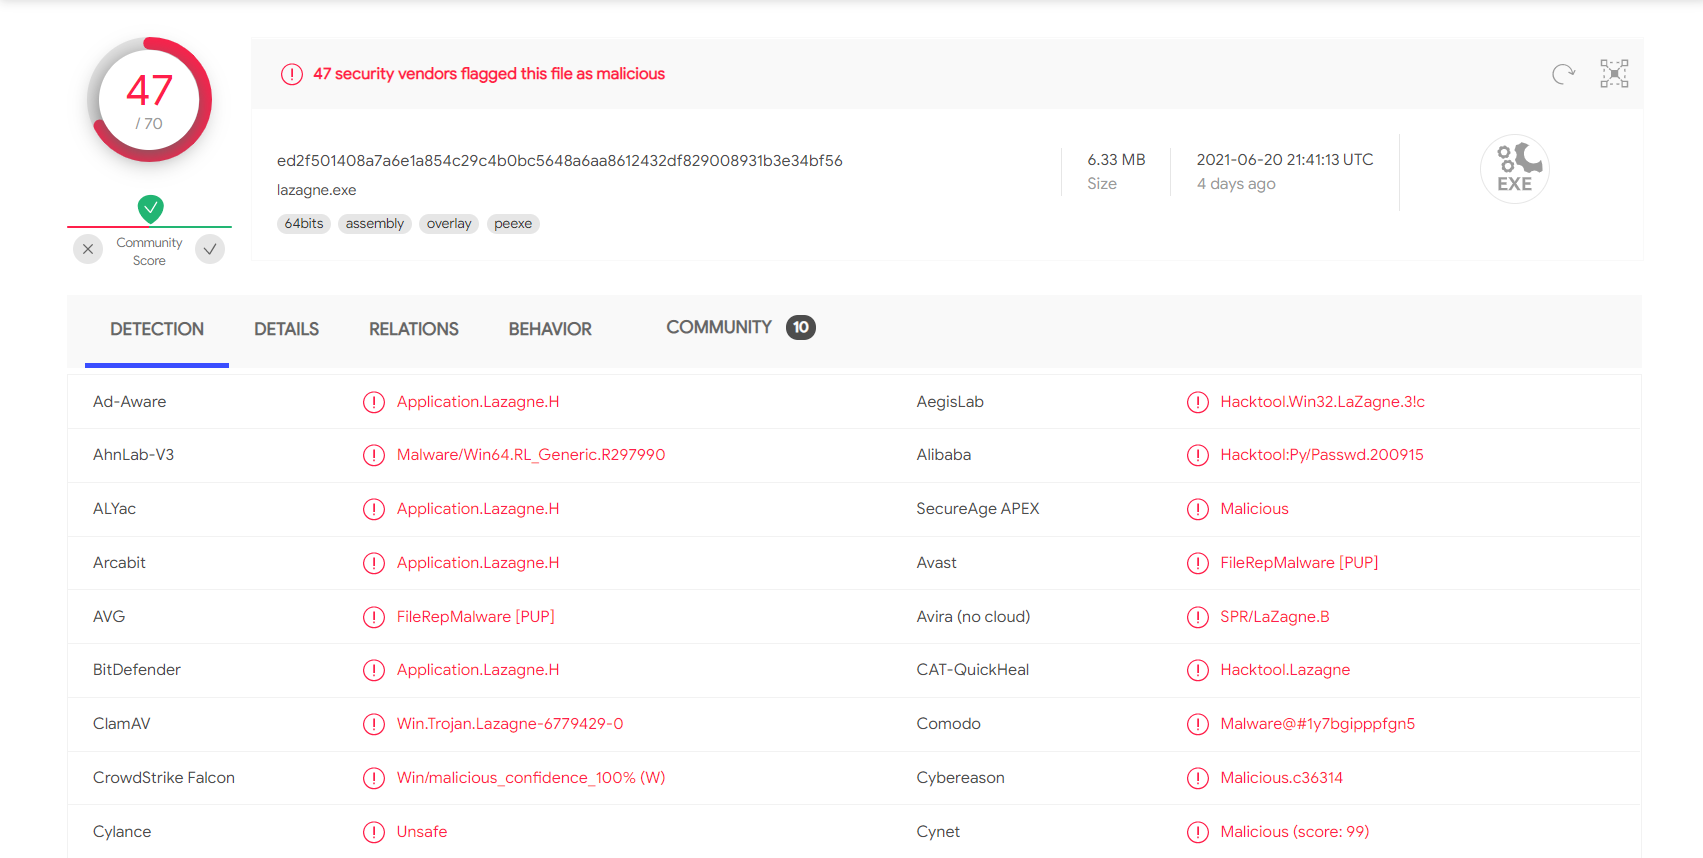 47
/ 70
Community
Score
47 security vendors flagged this file as malicious
ed2f501408a7a6e1a854c29c4b0bc5648a6aa8612432df829008931b3e34bf56
lazagne.exe
64bits assembly overlay peexe
6.33 MB
Size
2021-06-20 21:41:13 UTC
4 days ago
EXE
DETECTION DETAILS RELATIONS BEHAVIOR COMMUNITY 10
Ad-Aware Application.Lazagne.H AegisLab Hacktool.Win32.LaZagne.3!c
AhnLab-V3 Malware/Win64.RL_Generic.R297990 Alibaba Hacktool:Py/Passwd.200915
ALYac Application.Lazagne.H SecureAge APEX Malicious
Arcabit Application.Lazagne.H Avast FileRepMalware [PUP]
AVG FileRepMalware [PUP] Avira (no cloud) SPR/LaZagne.B
BitDefender Application.Lazagne.H CAT-QuickHeal Hacktool.Lazagne
ClamAV Win.Trojan.Lazagne-6779429-0 Comodo Malware@#1y7bgipppfgn5
CrowdStrike Falcon Win/malicious_confidence_100% (W) Cybereason Malicious.c36314
Cylance Unsafe Cynet Malicious (score: 99)